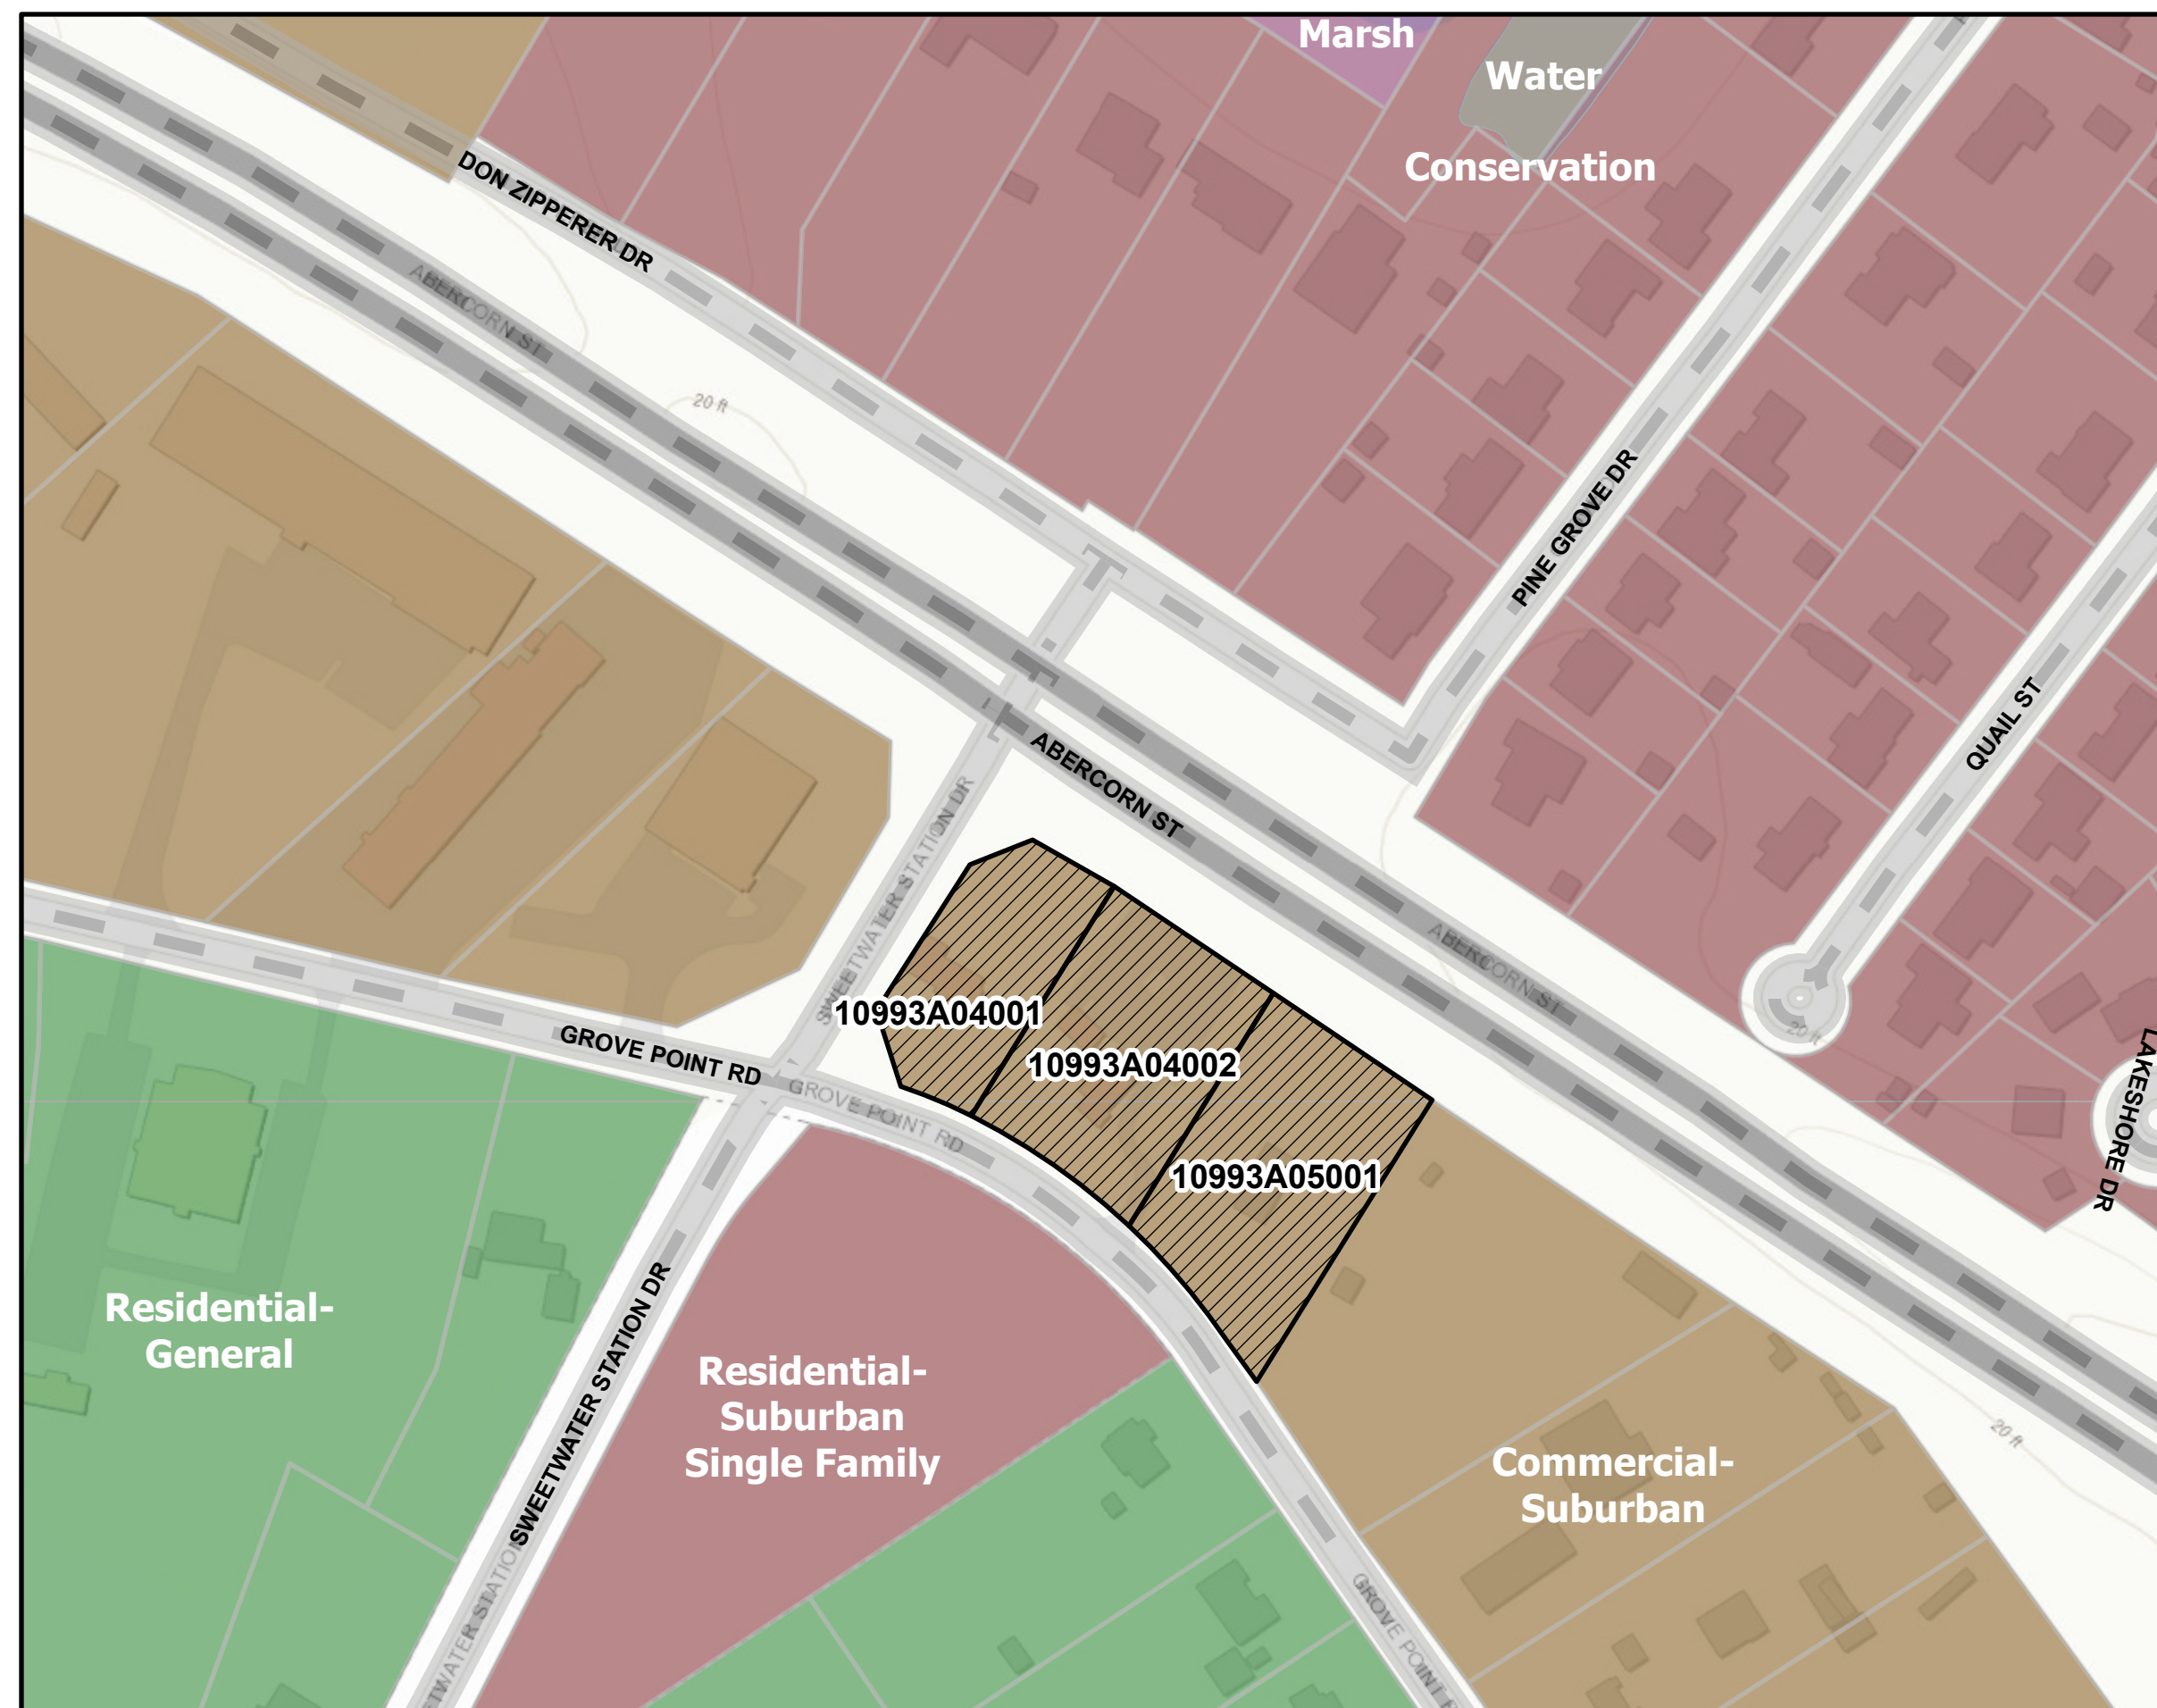 Marsh
Water
Conservation
DON ZIPPERER DR
ABERCORN ST
20 ft
PINE GROVE DR
QUAIL ST
ABERCORN ST
SWEETWATER STATION DR
ABERCORN ST
10993A04001
20 ft
GROVE POINT RD
10993A04002
GROVE POINT RD
LAKESHORE DR
10993A05001
Residential-
General
SWEETWATER STATION DR
Residential-
Suburban
Single Family
20 ft
Commercial-
Suburban
GROVE POINT